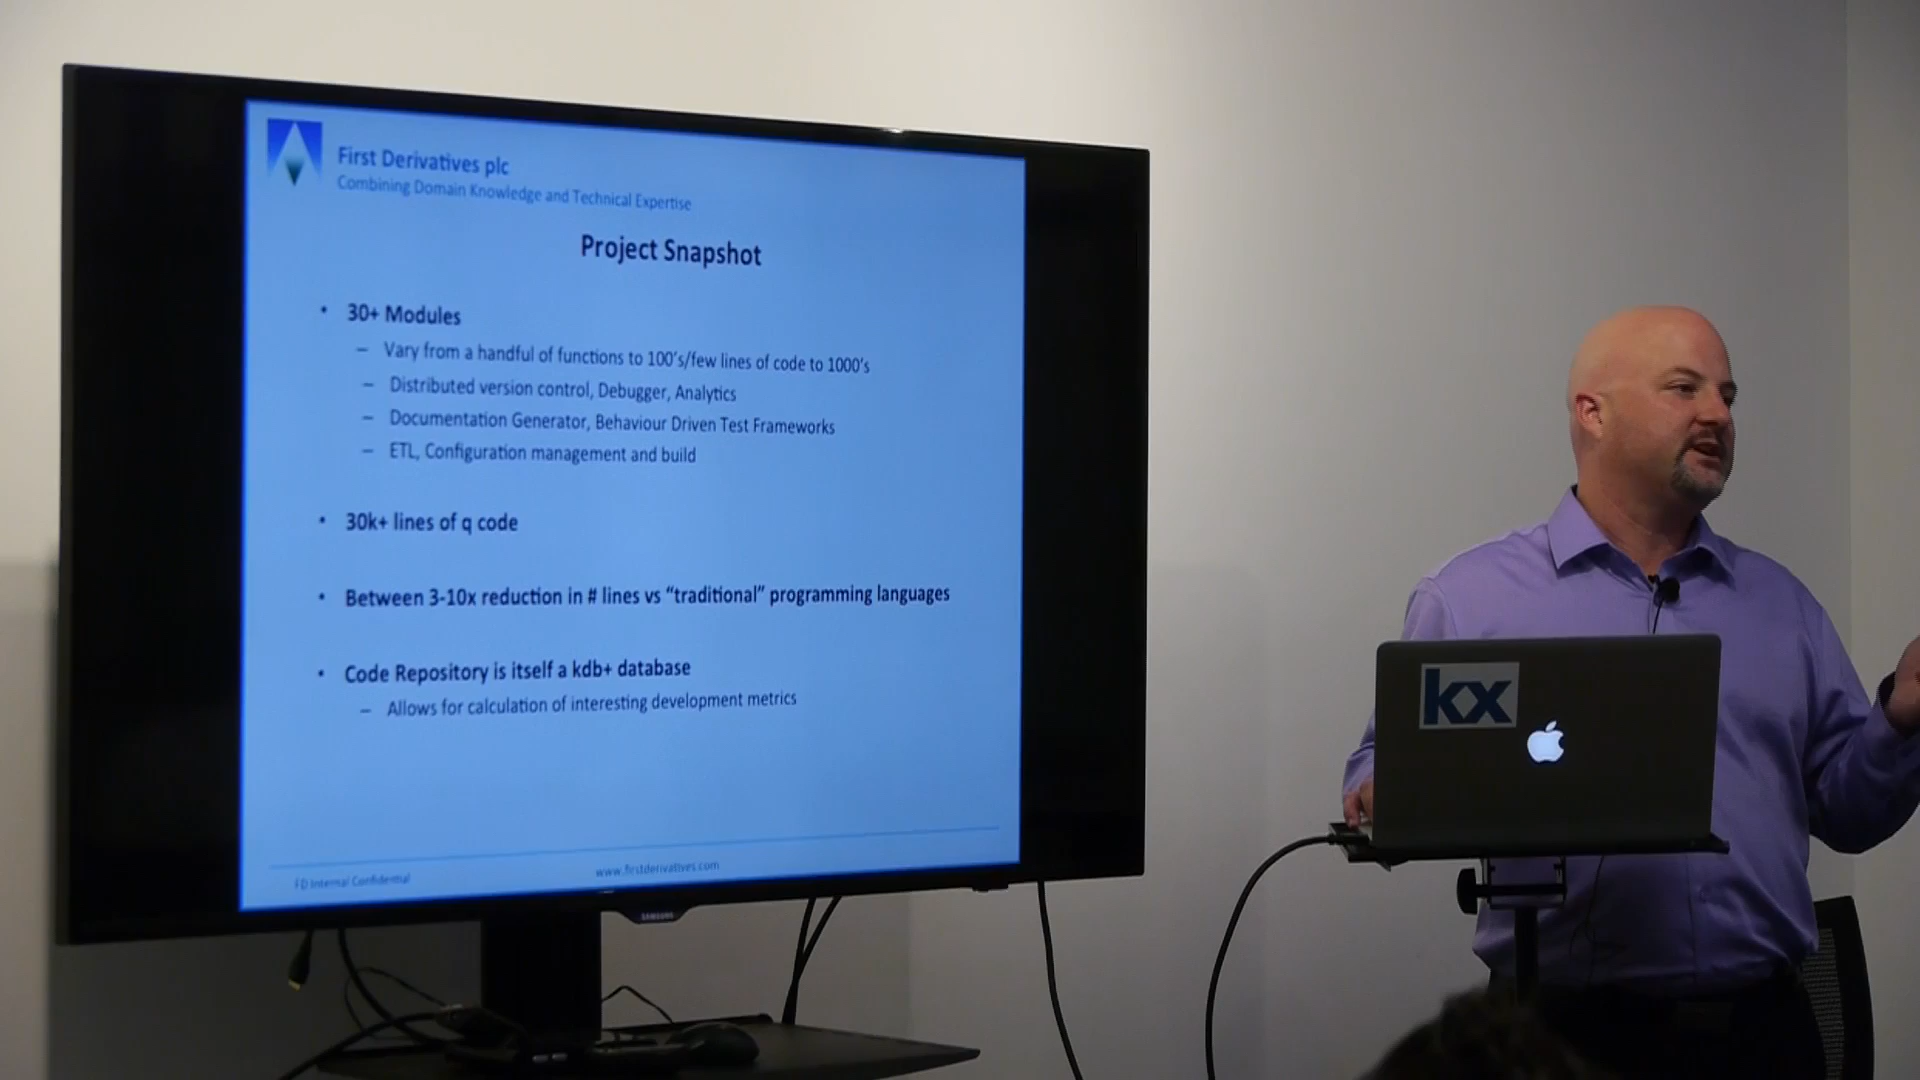 First Derivatives plc
Combining Domain Knowledge and Technical Expertise
Project Snapshot
• 30+ Modules
– Vary from a handful of functions to 100's/few lines of code to 1000's
– Distributed version control, Debugger, Analytics
– Documentation Generator, Behaviour Driven Test Frameworks
– ETL, Configuration management and build
• 30k+ lines of q code
• Between 3-10x reduction in # lines vs “traditional” programming languages
• Code Repository is itself a kdb+ database
– Allows for calculation of interesting development metrics
FD Internal Confidential
www.firstderivatives.com
SAMSUNG
kx